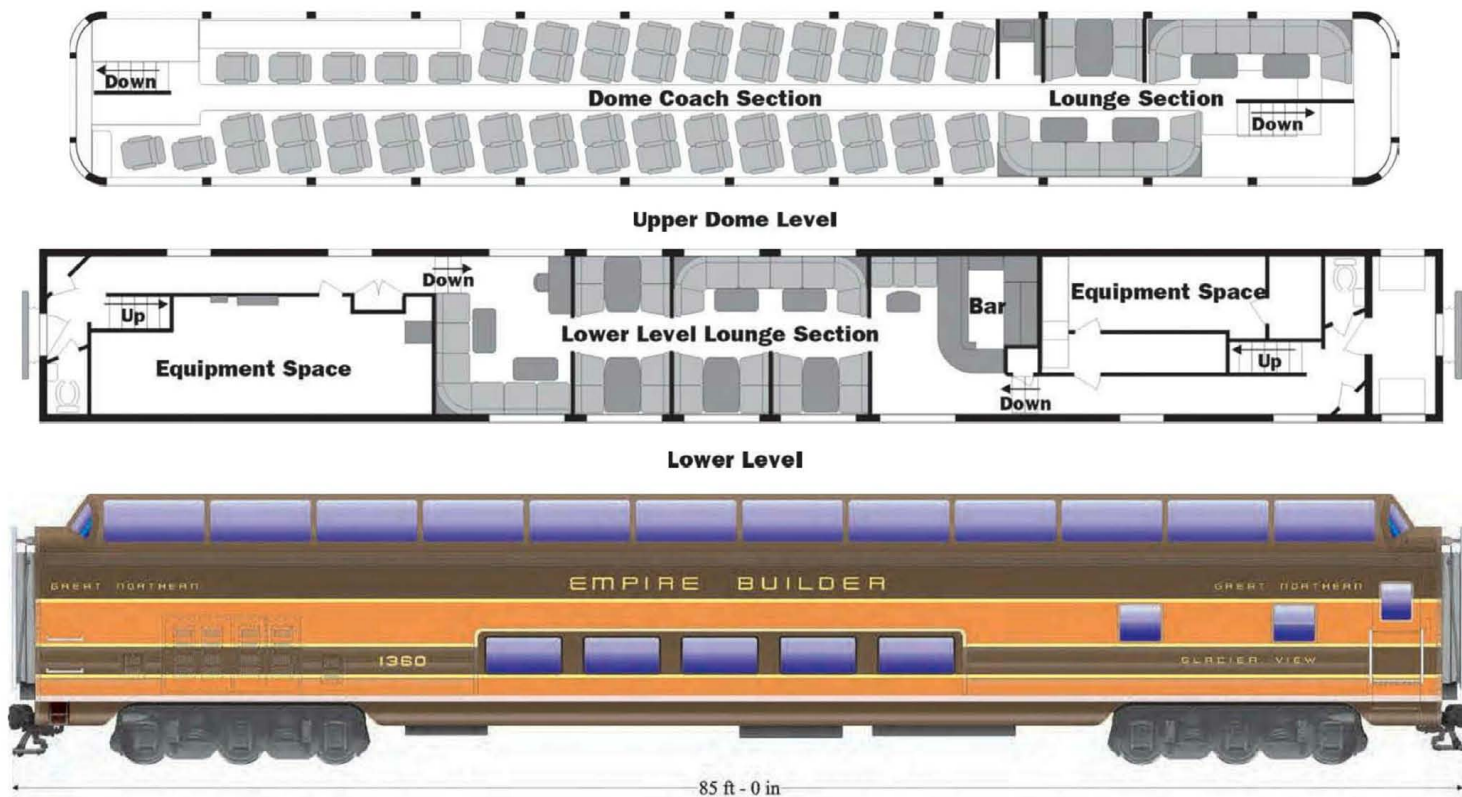 Down
Dome Coach Section
Lounge Section
Down
Upper Dome Level
Down
Up
Equipment Space
Lower Level Lounge Section
Bar
Equipment Space
Up
Down
Lower Level
GREAT NORTHERN
EMPIRE BUILDER
GREAT NORTHERN
1360
GLACIER VIEW
85 ft - 0 in